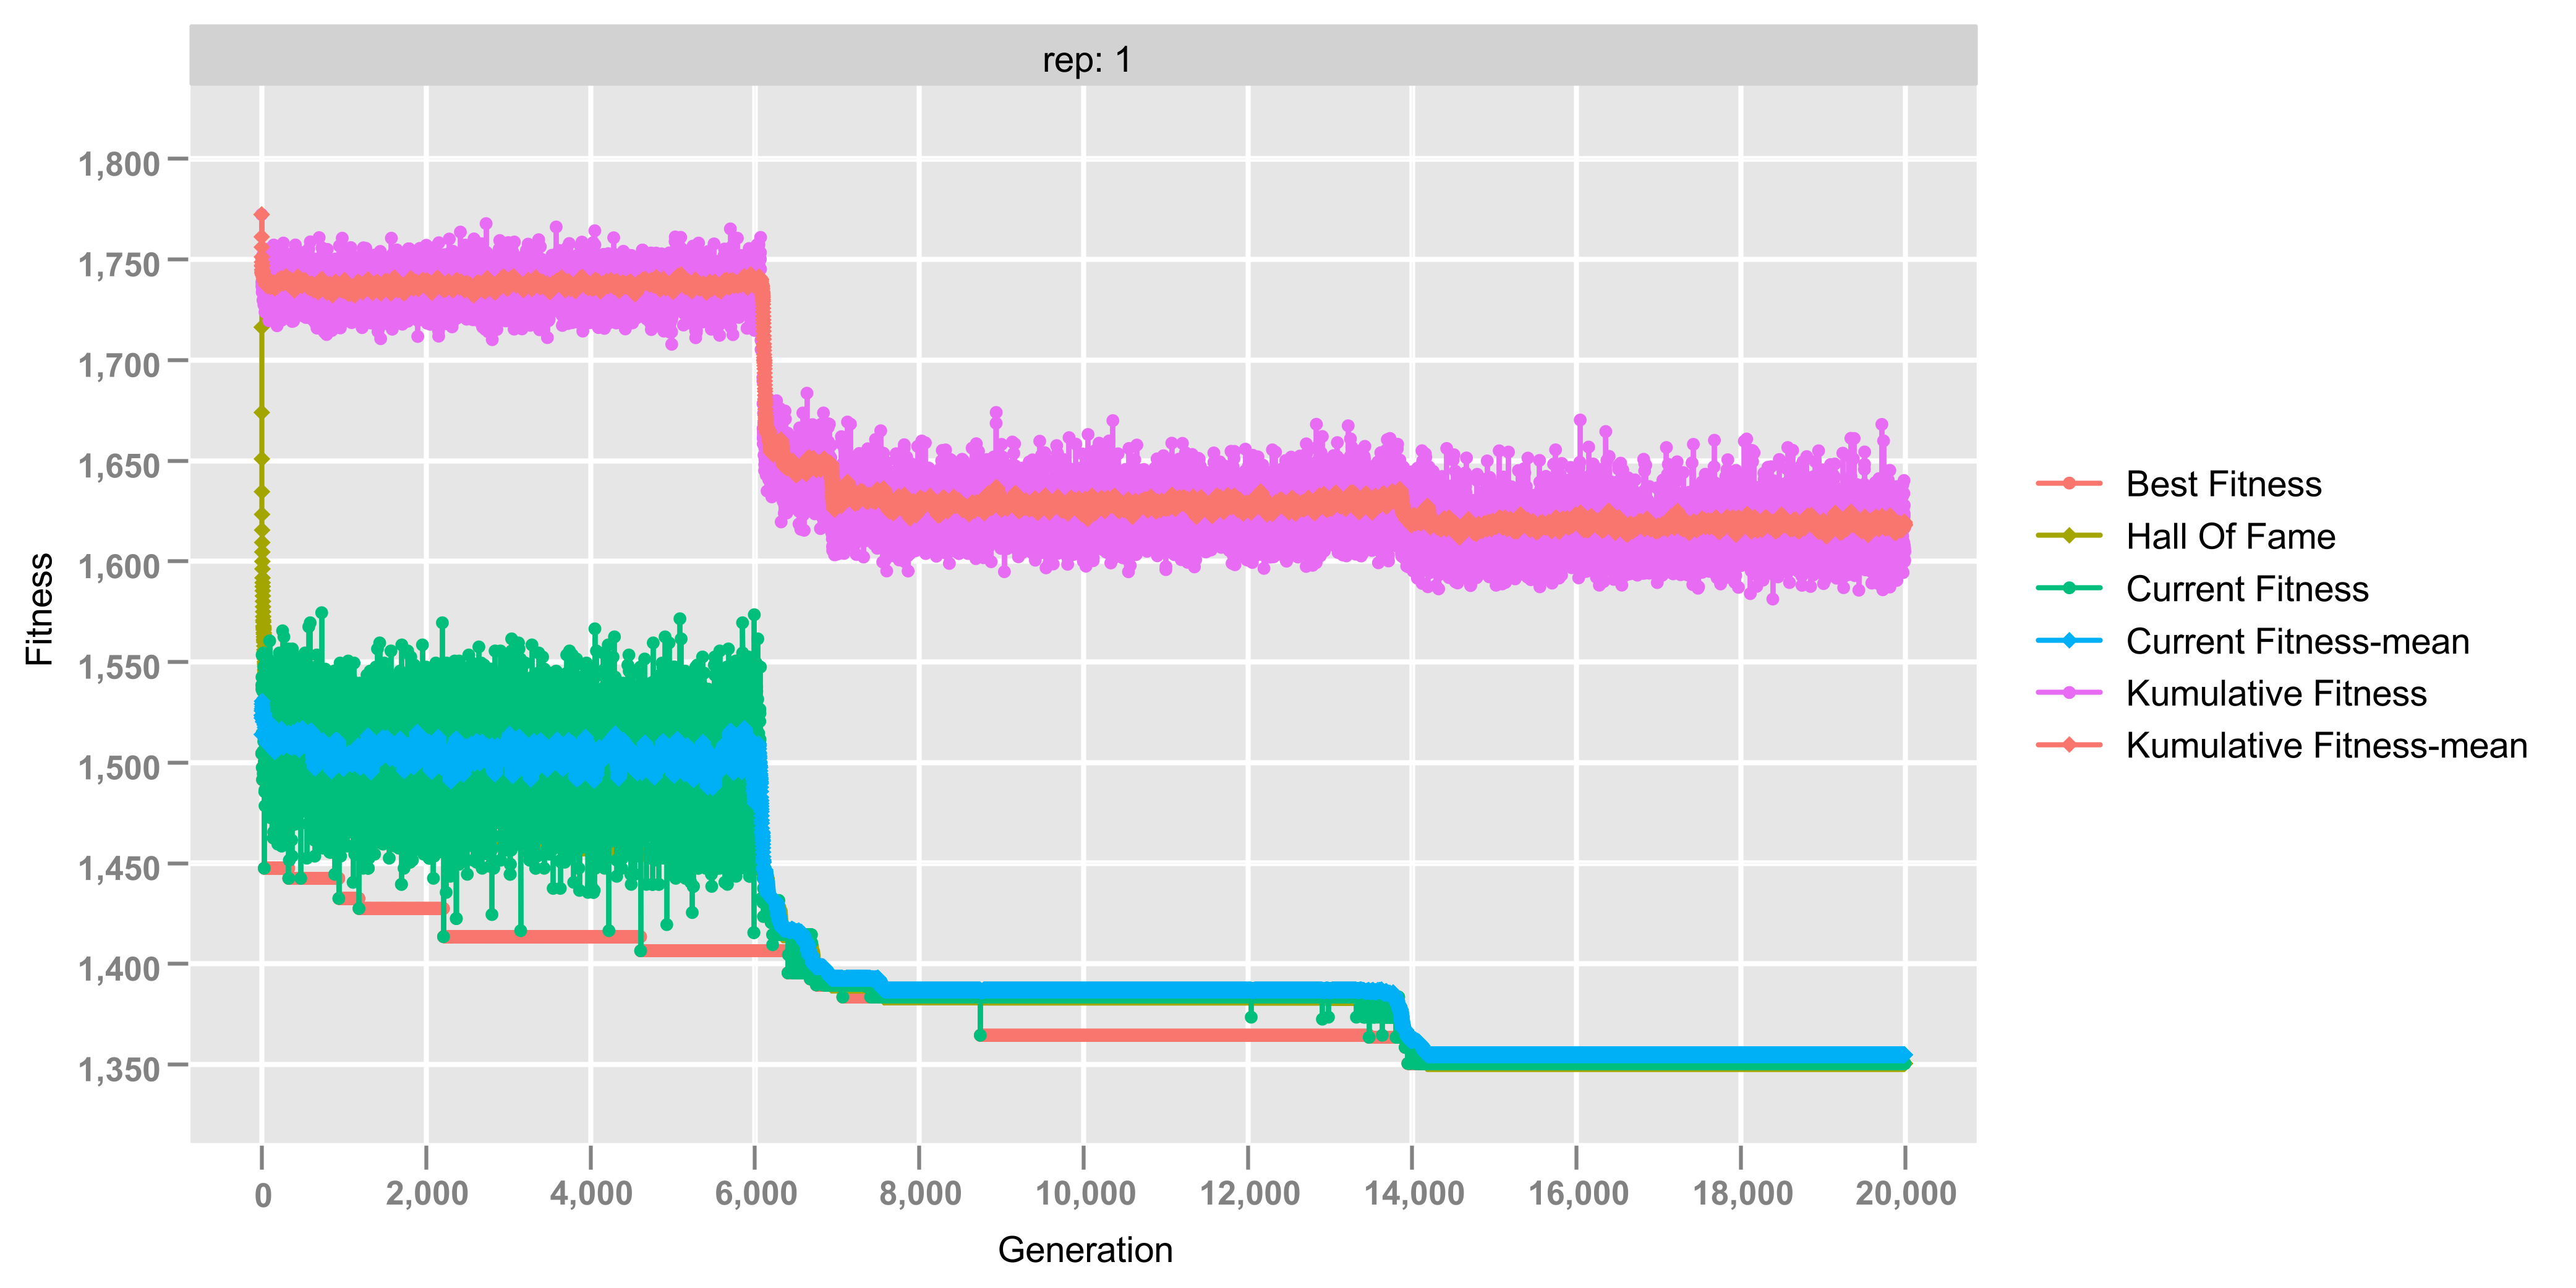 rep: 1
1,800
1,750
1,700
1,650
1,600
1,550
1,500
1,450
1,400
1,350
Fitness
0 2,000 4,000 6,000 8,000 10,000 12,000 14,000 16,000 18,000 20,000
Generation
Best Fitness
Hall Of Fame
Current Fitness
Current Fitness-mean
Kumulative Fitness
Kumulative Fitness-mean